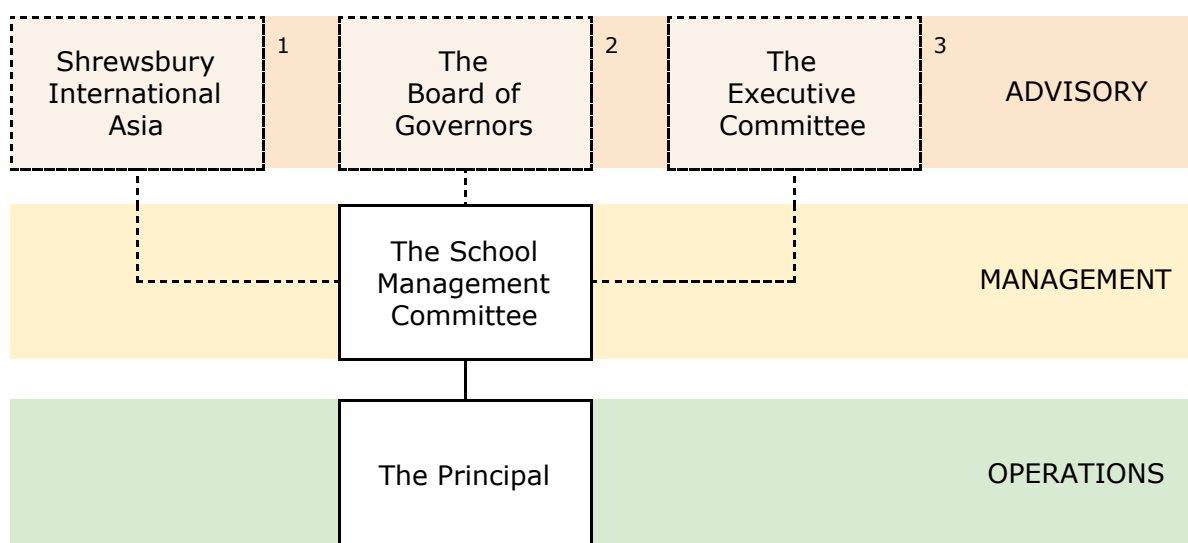 Shrewsbury
International
Asia
1
The
Board of
Governors
2
The
Executive
Committee
3
ADVISORY
The School
Management
Committee
MANAGEMENT
The Principal
OPERATIONS